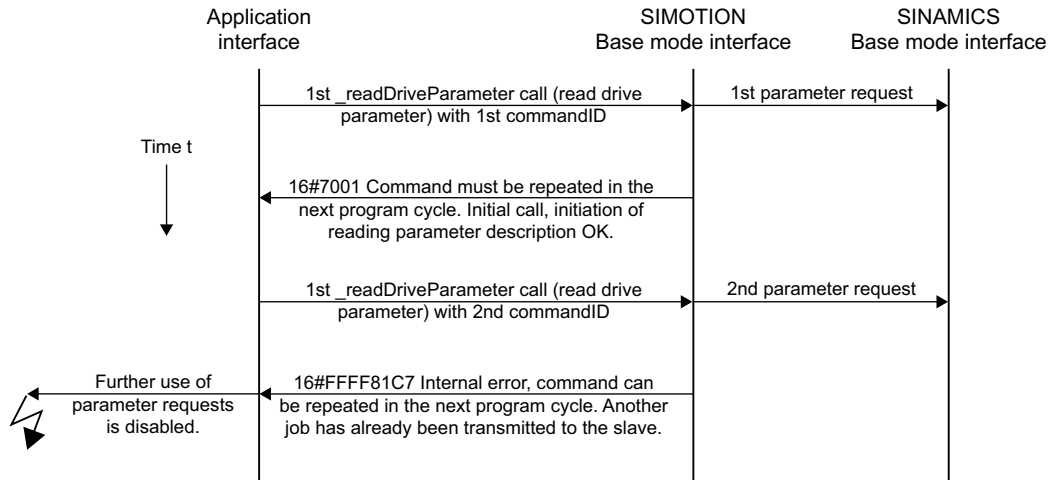 Application
interface
SIMOTION
Base mode interface
SINAMICS
Base mode interface
1st _readDriveParameter call (read drive
parameter) with 1st commandID
1st parameter request
Time t
16#7001 Command must be repeated in the
next program cycle. Initial call, initiation of
reading parameter description OK.
1st _readDriveParameter call (read drive
parameter) with 2nd commandID
2nd parameter request
Further use of
parameter requests
is disabled.
16#FFFF81C7 Internal error, command can
be repeated in the next program cycle. Another
job has already been transmitted to the slave.